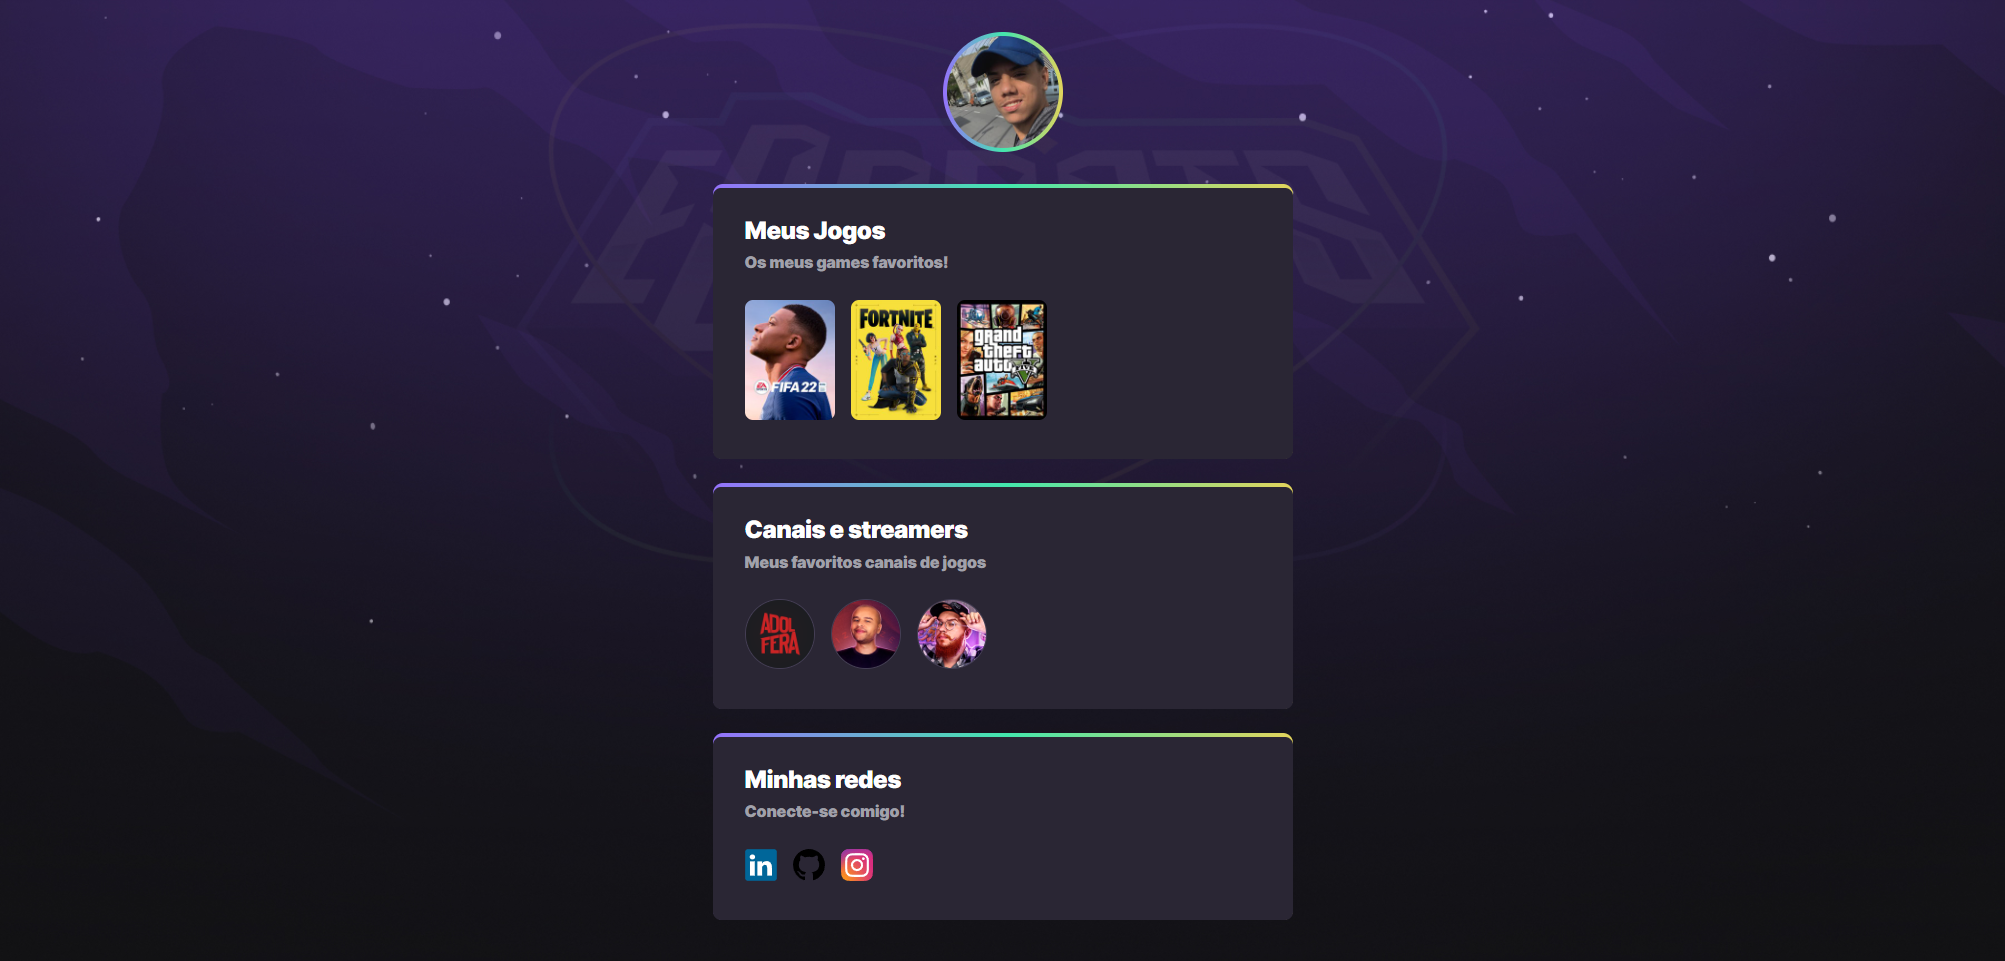 ESPORTS
Meus Jogos
Os meus games favoritos!
FIFA 22
FORTNITE
grand
theft
auto
V
Canais e streamers
Meus favoritos canais de jogos
ADOL
FERA
Minhas redes
Conecte-se comigo!
in